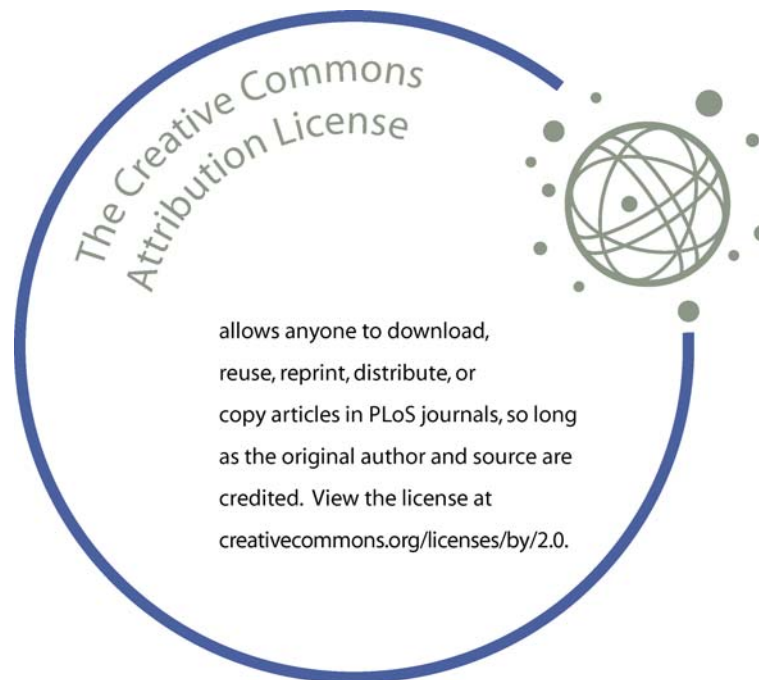 The Creative Commons
Attribution License
allows anyone to download,
reuse, reprint, distribute, or
copy articles in PLoS journals, so long
as the original author and source are
credited. View the license at
creativecommons.org/licenses/by/2.0.